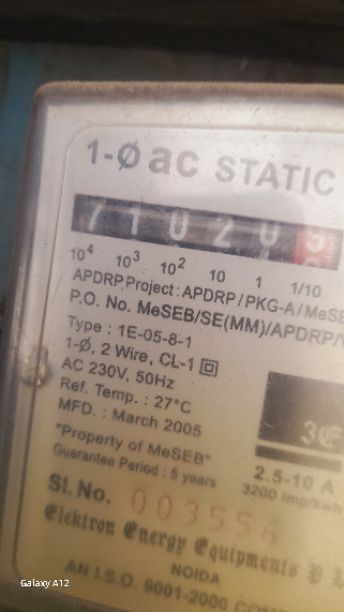 1-Ø ac STATIC
7 1 0 2 0 9
10⁴ 10³ 10² 10 1 1/10
APDRP Project : APDRP / PKG-A / MeSE
P.O. No. MeSEB/SE(MM)/APDRP/
Type : 1E-05-8-1
1-Ø, 2 Wire, CL-1
AC 230V, 50Hz
Ref. Temp. : 27°C
MFD. : March 2005
"Property of MeSEB"
Guarantee Period : 5 years
2.5-10 A
3200 imp/kwh
Sl. No. 003556
Elektron Energy Equipments
NOIDA
AN I.S.O. 9001-2000 CO
Galaxy A12